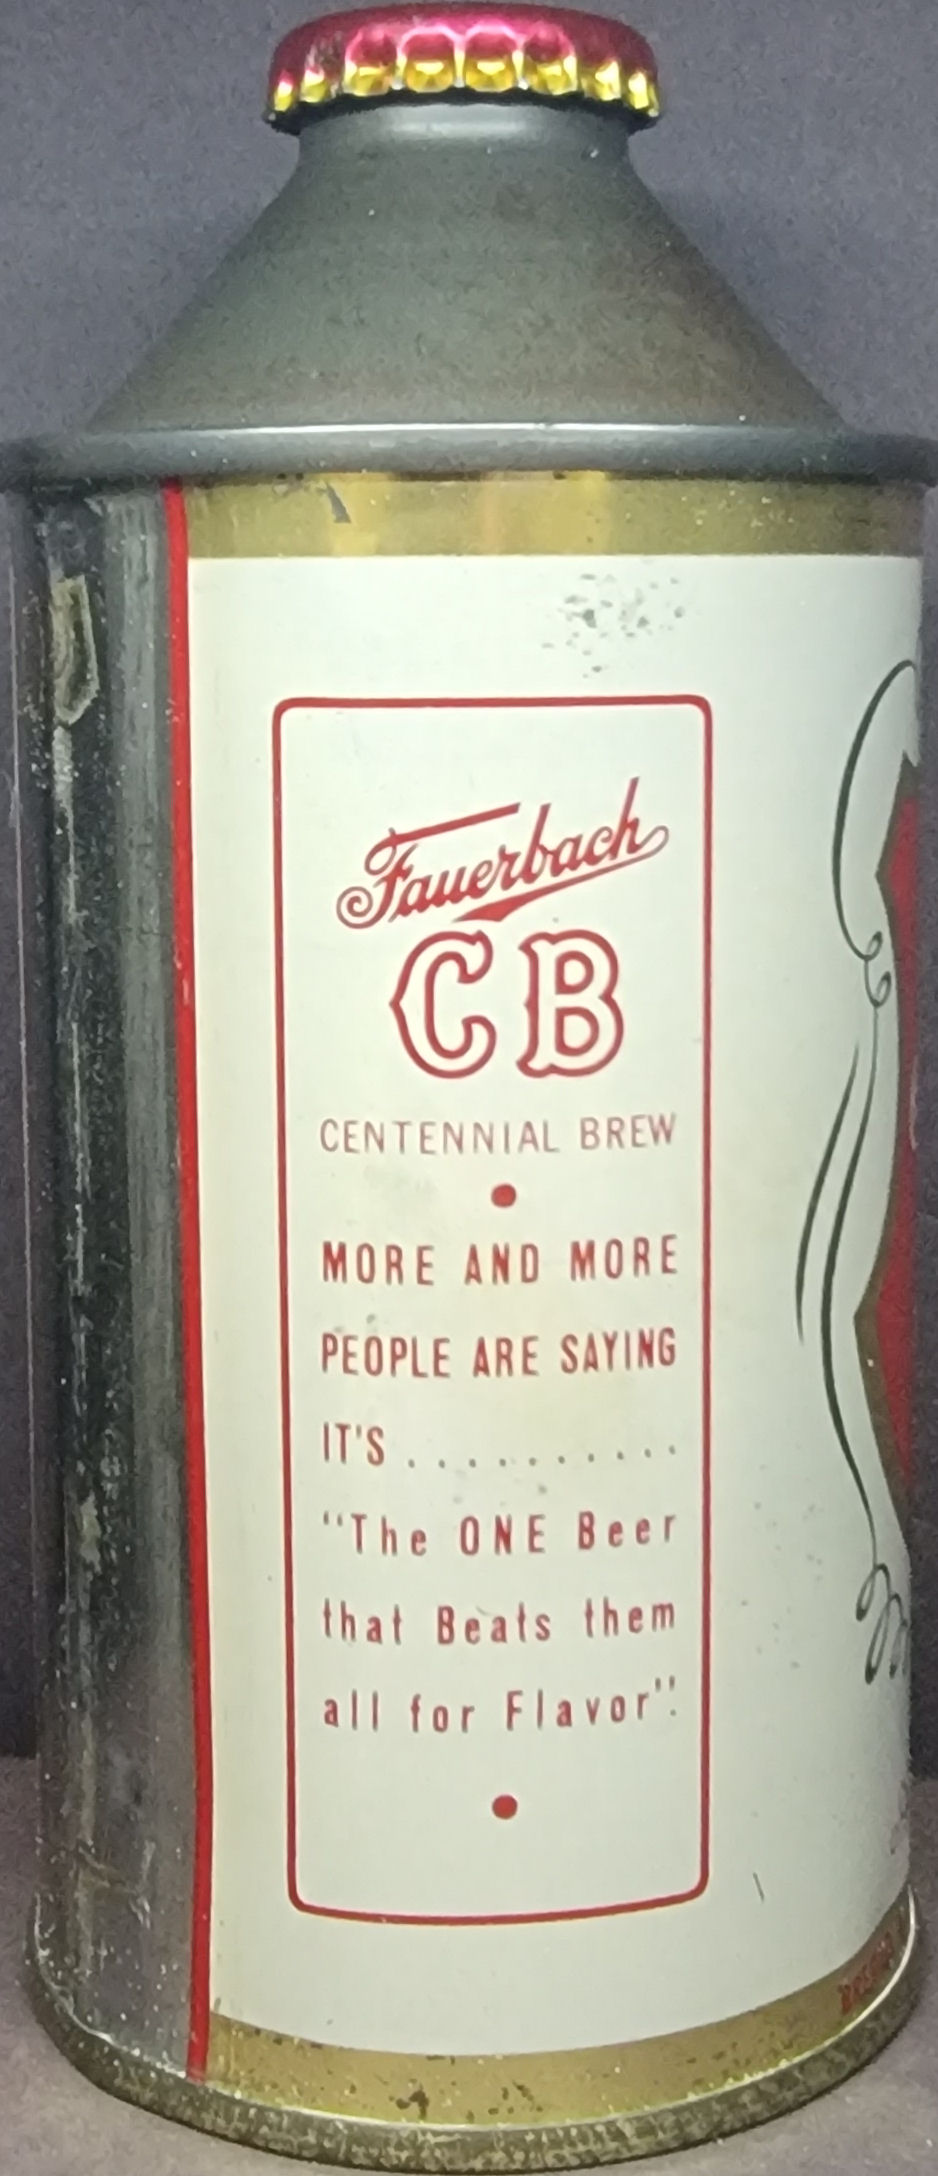 Fauerbach
CB
CENTENNIAL BREW
MORE AND MORE
PEOPLE ARE SAYING
IT'S ...........
“The ONE Beer
that Beats them
all for Flavor”.